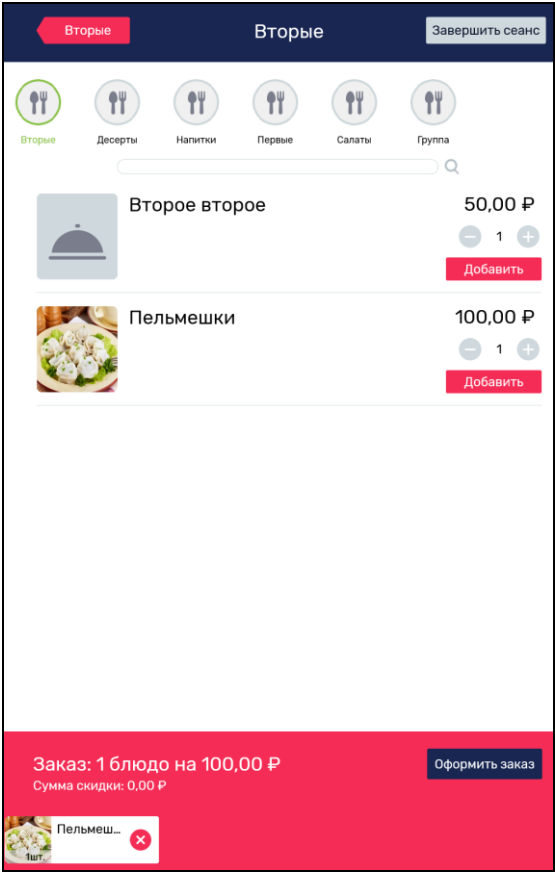 Вторые
Вторые
Завершить сеанс
Вторые
Десерты
Напитки
Первые
Салаты
Группа
Второе второе
50,00 ₽
1
Добавить
Пельмешки
100,00 ₽
1
Добавить
Заказ: 1 блюдо на 100,00 ₽
Сумма скидки: 0,00 ₽
Оформить заказ
Пельмеш...
1шт.